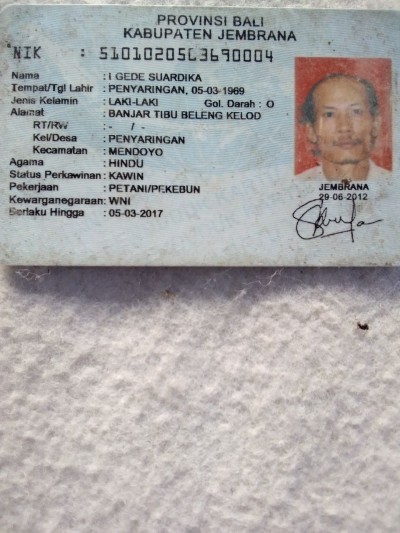 PROVINSI BALI
KABUPATEN JEMBRANA
NIK : 5101020503690004
Nama : I GEDE SUARDIKA
Tempat/Tgl Lahir : PENYARINGAN, 05-03-1969
Jenis Kelamin : LAKI-LAKI Gol. Darah : O
Alamat : BANJAR TIBU BELENG KELOD
RT/RW : - / -
Kel/Desa : PENYARINGAN
Kecamatan : MENDOYO
Agama : HINDU
Status Perkawinan : KAWIN
Pekerjaan : PETANI/PEKEBUN
Kewarganegaraan: WNI
Berlaku Hingga : 05-03-2017
JEMBRANA
29-06-2012